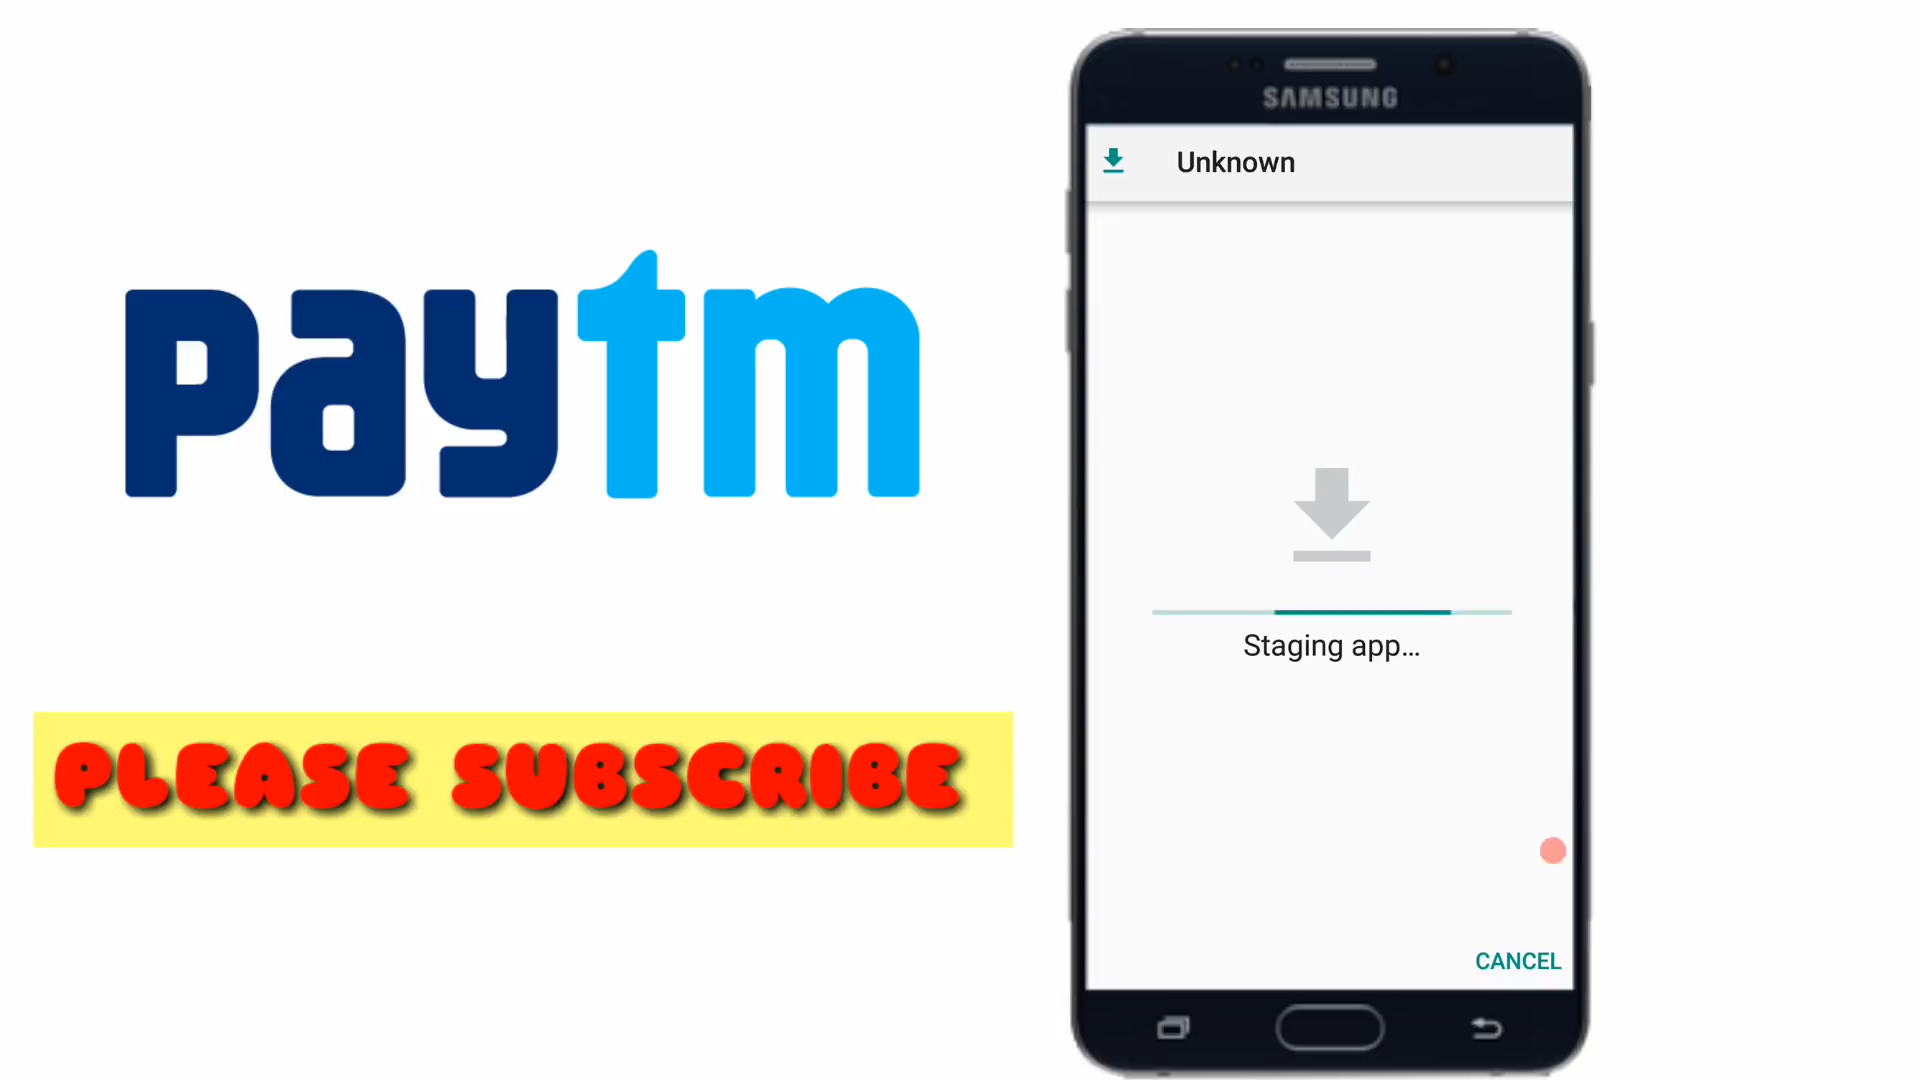 paytm
PLEASE SUBSCRIBE
SAMSUNG
Unknown
Staging app...
CANCEL